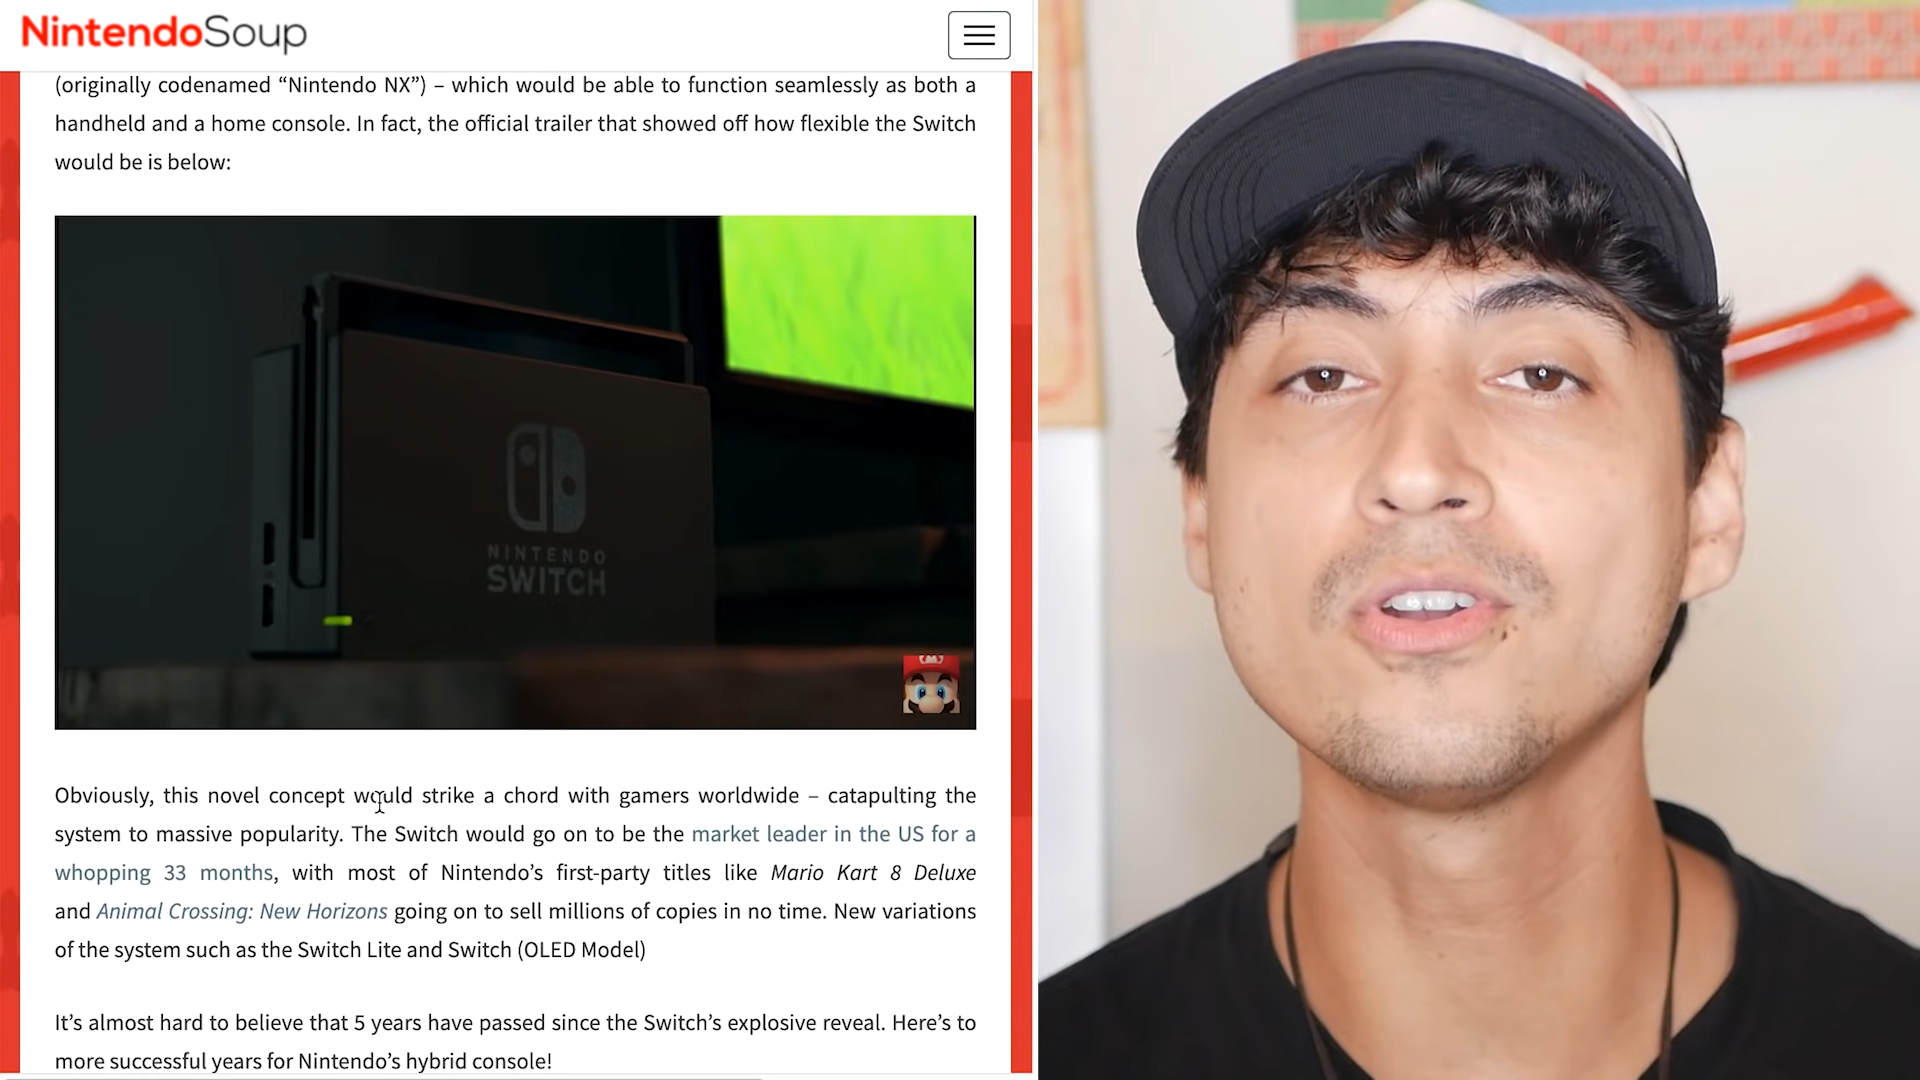 NintendoSoup
(originally codenamed “Nintendo NX”) – which would be able to function seamlessly as both a
handheld and a home console. In fact, the official trailer that showed off how flexible the Switch
would be is below:
NINTENDO
SWITCH
Obviously, this novel concept would strike a chord with gamers worldwide – catapulting the
system to massive popularity. The Switch would go on to be the market leader in the US for a
whopping 33 months, with most of Nintendo’s first-party titles like Mario Kart 8 Deluxe
and Animal Crossing: New Horizons going on to sell millions of copies in no time. New variations
of the system such as the Switch Lite and Switch (OLED Model)
It’s almost hard to believe that 5 years have passed since the Switch’s explosive reveal. Here’s to
more successful years for Nintendo’s hybrid console!